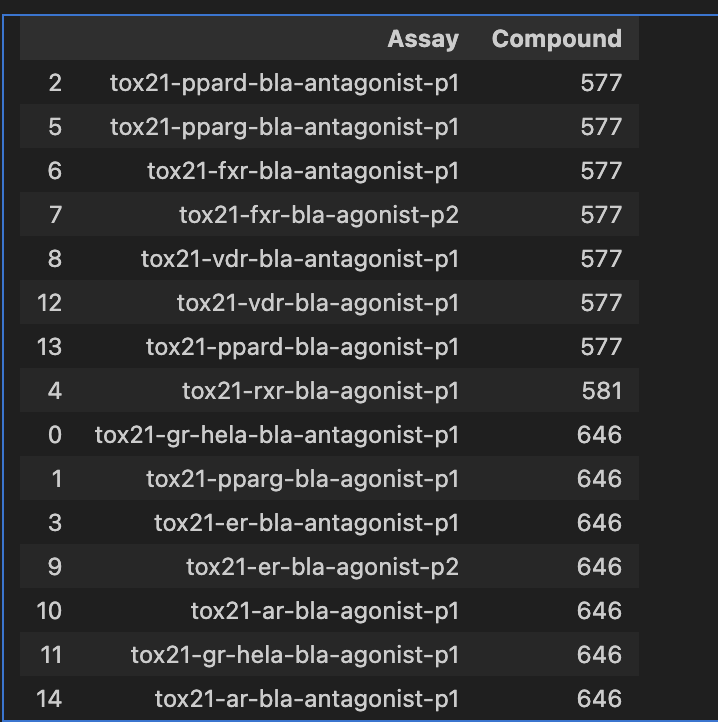 Assay Compound
2 tox21-ppard-bla-antagonist-p1 577
5 tox21-pparg-bla-antagonist-p1 577
6 tox21-fxr-bla-antagonist-p1 577
7 tox21-fxr-bla-agonist-p2 577
8 tox21-vdr-bla-antagonist-p1 577
12 tox21-vdr-bla-agonist-p1 577
13 tox21-ppard-bla-agonist-p1 577
4 tox21-rxr-bla-agonist-p1 581
0 tox21-gr-hela-bla-antagonist-p1 646
1 tox21-pparg-bla-agonist-p1 646
3 tox21-er-bla-antagonist-p1 646
9 tox21-er-bla-agonist-p2 646
10 tox21-ar-bla-agonist-p1 646
11 tox21-gr-hela-bla-agonist-p1 646
14 tox21-ar-bla-antagonist-p1 646